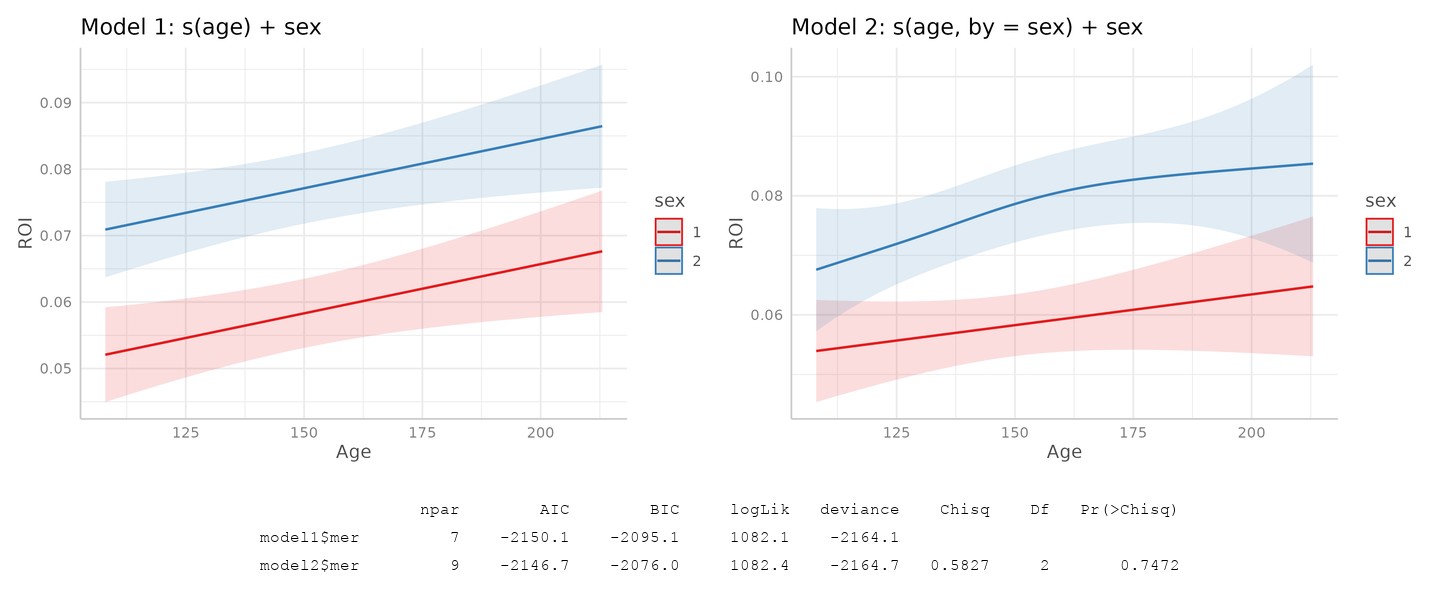 Model 1: s(age) + sex
0.09
0.08
0.07
0.06
0.05
ROI
125 150 175 200
Age
sex
1
2
Model 2: s(age, by = sex) + sex
0.10
0.08
0.06
ROI
125 150 175 200
Age
sex
1
2
npar AIC BIC logLik deviance Chisq Df Pr(>Chisq)
model1$mer 7 -2150.1 -2095.1 1082.1 -2164.1
model2$mer 9 -2146.7 -2076.0 1082.4 -2164.7 0.5827 2 0.7472